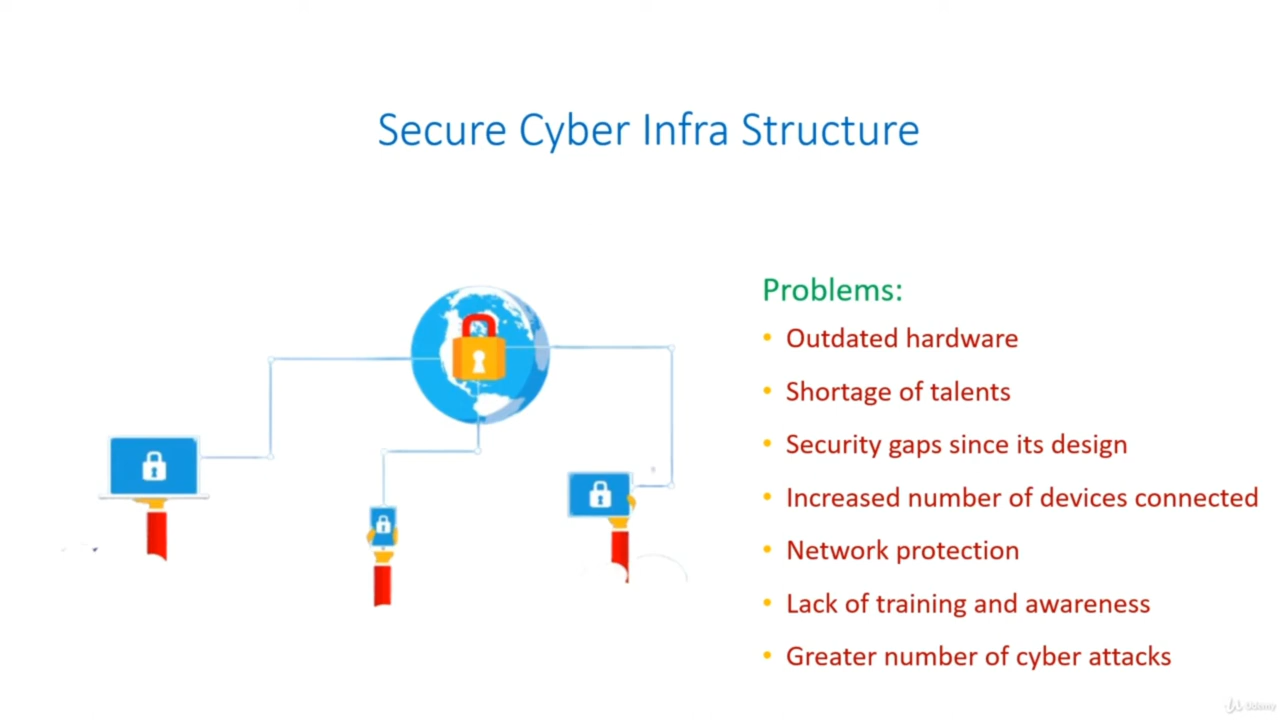 Secure Cyber Infra Structure
Problems:
• Outdated hardware
• Shortage of talents
• Security gaps since its design
• Increased number of devices connected
• Network protection
• Lack of training and awareness
• Greater number of cyber attacks
Udemy